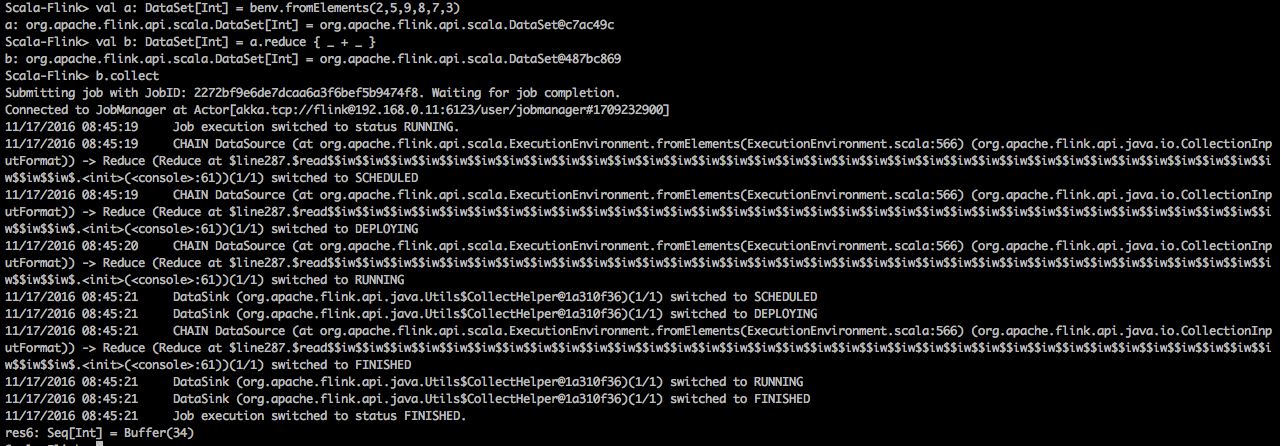 Scala-Flink> val a: DataSet[Int] = benv.fromElements(2,5,9,8,7,3)
a: org.apache.flink.api.scala.DataSet[Int] = org.apache.flink.api.scala.DataSet@c7ac49c
Scala-Flink> val b: DataSet[Int] = a.reduce { _ + _ }
b: org.apache.flink.api.scala.DataSet[Int] = org.apache.flink.api.scala.DataSet@487bc869
Scala-Flink> b.collect
Submitting job with JobID: 2272bf9e6de7dcaa6a3f6bef5b9474f8. Waiting for job completion.
Connected to JobManager at Actor[akka.tcp://flink@192.168.0.11:6123/user/jobmanager#1709232900]
11/17/2016 08:45:19 Job execution switched to status RUNNING.
11/17/2016 08:45:19 CHAIN DataSource (at org.apache.flink.api.scala.ExecutionEnvironment.fromElements(ExecutionEnvironment.scala:566) (org.apache.flink.api.java.io.CollectionInp
utFormat)) -> Reduce (Reduce at $line287.$read$$iw$$iw$$iw$$iw$$iw$$iw$$iw$$iw$$iw$$iw$$iw$$iw$$iw$$iw$$iw$$iw$$iw$$iw$$iw$$iw$$iw$$iw$$iw$$iw$$iw$$iw$$iw$$iw$$iw$$iw$$iw$$iw$$iw$$i
w$$iw$$iw$.<init>(<console>:61))(1/1) switched to SCHEDULED
11/17/2016 08:45:19 CHAIN DataSource (at org.apache.flink.api.scala.ExecutionEnvironment.fromElements(ExecutionEnvironment.scala:566) (org.apache.flink.api.java.io.CollectionInp
utFormat)) -> Reduce (Reduce at $line287.$read$$iw$$iw$$iw$$iw$$iw$$iw$$iw$$iw$$iw$$iw$$iw$$iw$$iw$$iw$$iw$$iw$$iw$$iw$$iw$$iw$$iw$$iw$$iw$$iw$$iw$$iw$$iw$$iw$$iw$$iw$$iw$$iw$$iw$$i
w$$iw$$iw$.<init>(<console>:61))(1/1) switched to DEPLOYING
11/17/2016 08:45:20 CHAIN DataSource (at org.apache.flink.api.scala.ExecutionEnvironment.fromElements(ExecutionEnvironment.scala:566) (org.apache.flink.api.java.io.CollectionInp
utFormat)) -> Reduce (Reduce at $line287.$read$$iw$$iw$$iw$$iw$$iw$$iw$$iw$$iw$$iw$$iw$$iw$$iw$$iw$$iw$$iw$$iw$$iw$$iw$$iw$$iw$$iw$$iw$$iw$$iw$$iw$$iw$$iw$$iw$$iw$$iw$$iw$$iw$$iw$$i
w$$iw$$iw$.<init>(<console>:61))(1/1) switched to RUNNING
11/17/2016 08:45:21 DataSink (org.apache.flink.api.java.Utils$CollectHelper@1a310f36)(1/1) switched to SCHEDULED
11/17/2016 08:45:21 DataSink (org.apache.flink.api.java.Utils$CollectHelper@1a310f36)(1/1) switched to DEPLOYING
11/17/2016 08:45:21 CHAIN DataSource (at org.apache.flink.api.scala.ExecutionEnvironment.fromElements(ExecutionEnvironment.scala:566) (org.apache.flink.api.java.io.CollectionInp
utFormat)) -> Reduce (Reduce at $line287.$read$$iw$$iw$$iw$$iw$$iw$$iw$$iw$$iw$$iw$$iw$$iw$$iw$$iw$$iw$$iw$$iw$$iw$$iw$$iw$$iw$$iw$$iw$$iw$$iw$$iw$$iw$$iw$$iw$$iw$$iw$$iw$$iw$$iw$$i
w$$iw$$iw$.<init>(<console>:61))(1/1) switched to FINISHED
11/17/2016 08:45:21 DataSink (org.apache.flink.api.java.Utils$CollectHelper@1a310f36)(1/1) switched to RUNNING
11/17/2016 08:45:21 DataSink (org.apache.flink.api.java.Utils$CollectHelper@1a310f36)(1/1) switched to FINISHED
11/17/2016 08:45:21 Job execution switched to status FINISHED.
res6: Seq[Int] = Buffer(34)